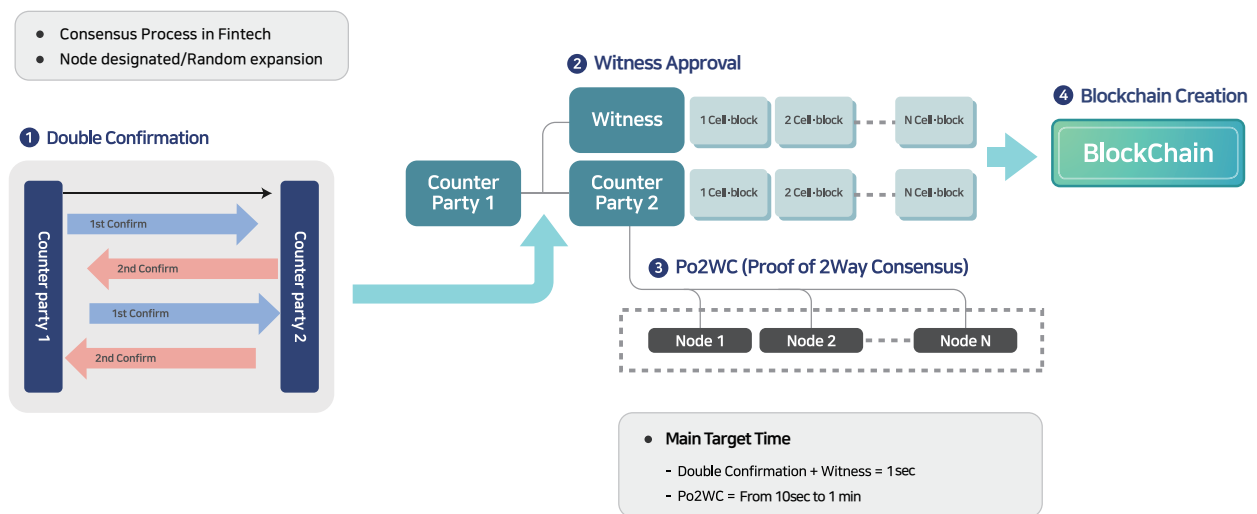 ● Consensus Process in Fintech
● Node designated/Random expansion
1 Double Confirmation
Counter party 1
1st Confirm
2nd Confirm
1st Confirm
2nd Confirm
Counter party 2
2 Witness Approval
Witness
1 Cell·block
2 Cell·block
N Cell·block
Counter
Party 1
Counter
Party 2
1 Cell·block
2 Cell·block
N Cell·block
3 Po2WC (Proof of 2Way Consensus)
Node 1
Node 2
Node N
4 Blockchain Creation
BlockChain
● Main Target Time
- Double Confirmation + Witness = 1sec
- Po2WC = From 10sec to 1 min